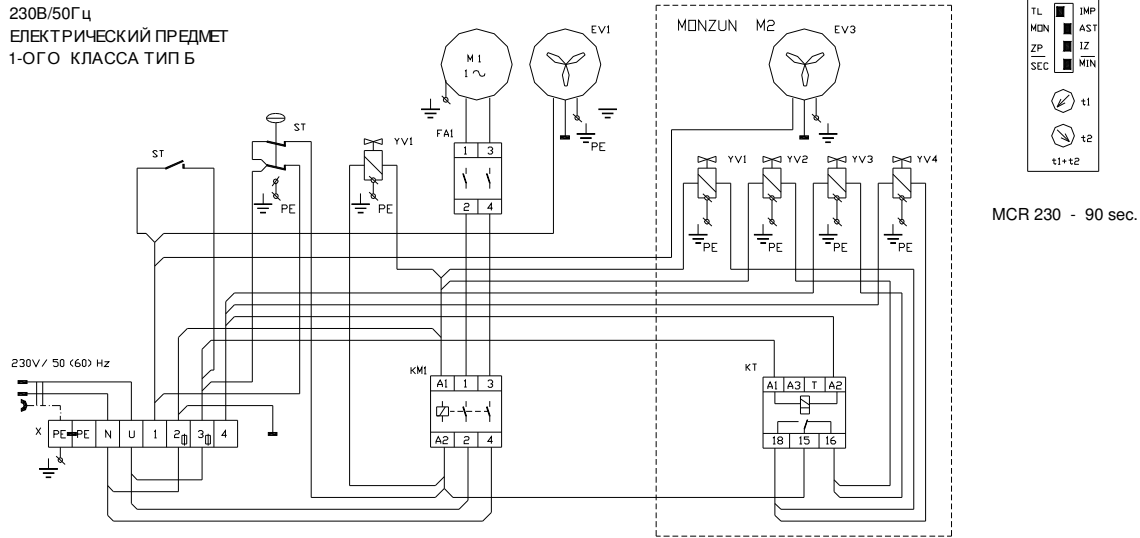 230В/50Гц
ЕЛЕКТРИЧЕСКИЙ ПРЕДМЕТ
1-ОГО КЛАССА ТИП Б
MONZUN M2
EV1
EV3
M 1
1 ~
TL IMP
MON AST
ZP IZ
SEC MIN
t1
t2
t1+t2
MCR 230 - 90 sec.
ST
ST
YV1
FA1
1 3
2 4
PE
PE
PE
YV1 YV2 YV3 YV4
PE PE PE PE
230V/ 50 (60) Hz
KM1
A1 1 3
A2 2 4
KT
A1 A3 T A2
18 15 16
X PE PE N U 1 2 3 4